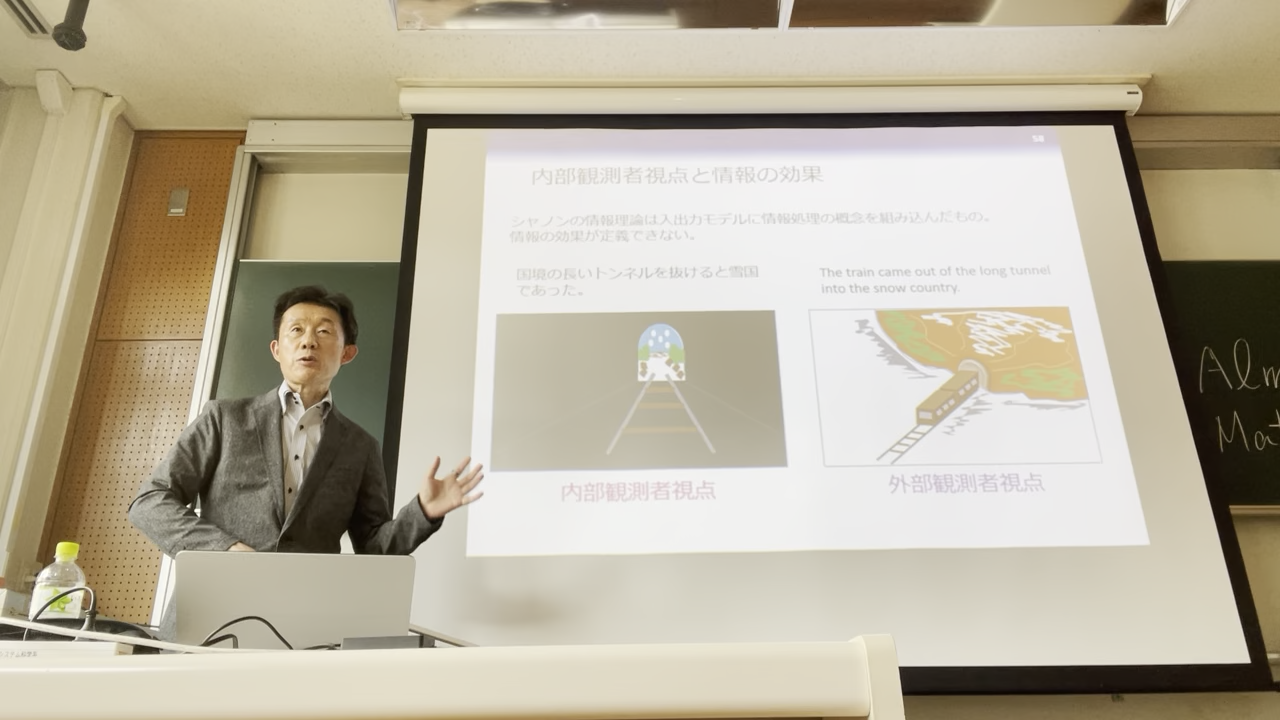 58
内部観測者視点と情報の効果
シャノンの情報理論は入出力モデルに情報処理の概念を組み込んだもの。
情報の効果が定義できない。
国境の長いトンネルを抜けると雪国
であった。
The train came out of the long tunnel
into the snow country.
内部観測者視点
外部観測者視点
Alm
Mat